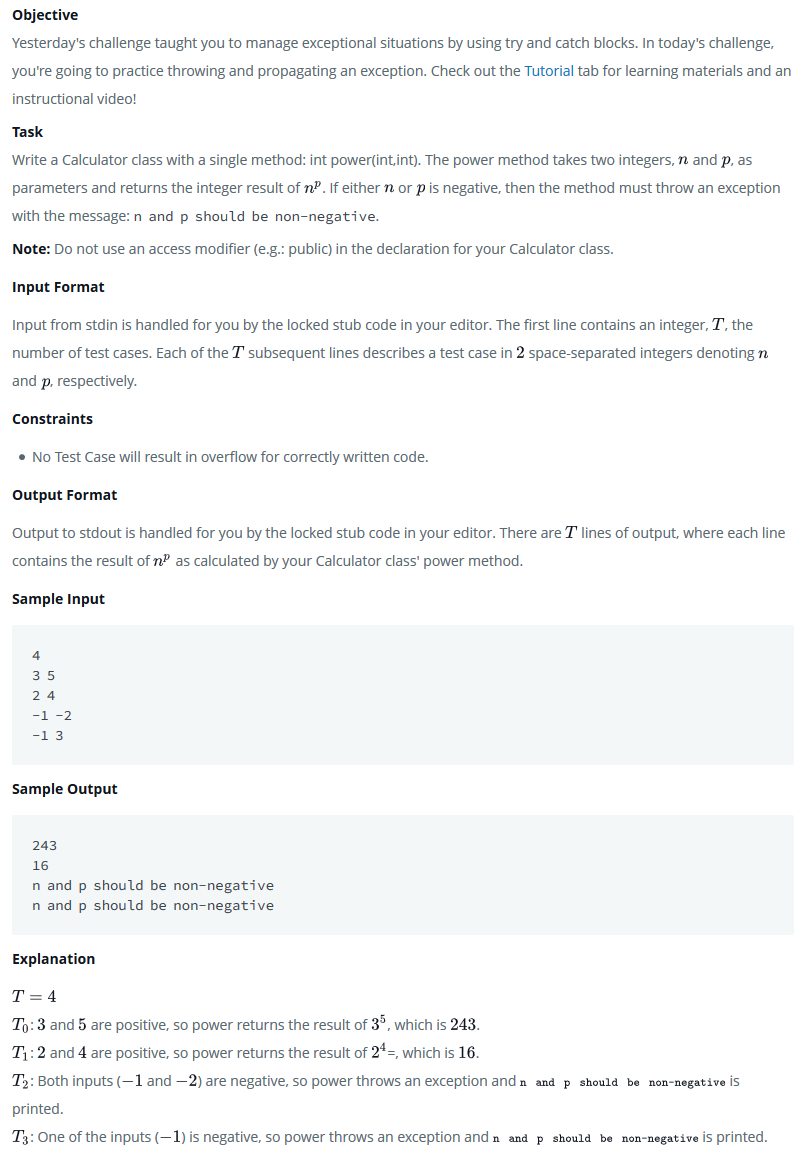 Objective
Yesterday's challenge taught you to manage exceptional situations by using try and catch blocks. In today's challenge,
you're going to practice throwing and propagating an exception. Check out the Tutorial tab for learning materials and an
instructional video!
Task
Write a Calculator class with a single method: int power(int,int). The power method takes two integers, n and p, as
parameters and returns the integer result of n^p. If either n or p is negative, then the method must throw an exception
with the message: n and p should be non-negative.
Note: Do not use an access modifier (e.g.: public) in the declaration for your Calculator class.
Input Format
Input from stdin is handled for you by the locked stub code in your editor. The first line contains an integer, T, the
number of test cases. Each of the T subsequent lines describes a test case in 2 space-separated integers denoting n
and p, respectively.
Constraints
• No Test Case will result in overflow for correctly written code.
Output Format
Output to stdout is handled for you by the locked stub code in your editor. There are T lines of output, where each line
contains the result of n^p as calculated by your Calculator class' power method.
Sample Input
4
3 5
2 4
-1 -2
-1 3
Sample Output
243
16
n and p should be non-negative
n and p should be non-negative
Explanation
T = 4
T₀: 3 and 5 are positive, so power returns the result of 3⁵, which is 243.
T₁: 2 and 4 are positive, so power returns the result of 2⁴=, which is 16.
T₂: Both inputs (−1 and −2) are negative, so power throws an exception and n and p should be non-negative is
printed.
T₃: One of the inputs (−1) is negative, so power throws an exception and n and p should be non-negative is printed.